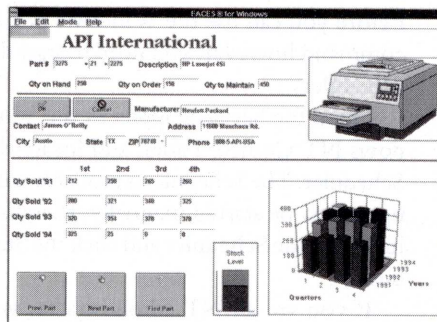 FACES ® for Windows
File Edit Mode Help
API International
Part # 3275 • 21 • 2275 Description HP Laserjet 4Si
Qty on Hand 250 Qty on Order 150 Qty to Maintain 450
OK Cancel Manufacturer Hewlett Packard
Contact James O'Reilly Address 11600 Manchaca Rd.
City Austin State TX ZIP 78748 - Phone 800-5-API-USA
1st 2nd 3rd 4th
Qty Sold '91 212 250 265 260
Qty Sold '92 280 321 340 325
Qty Sold '93 320 354 378 370
Qty Sold '94 325 25 0 0
Stock
Level
400
300
200
100
0
1 2 3 4
Quarters
1994
1993
1992
1991
Years
Prev. Part Next Part Find Part